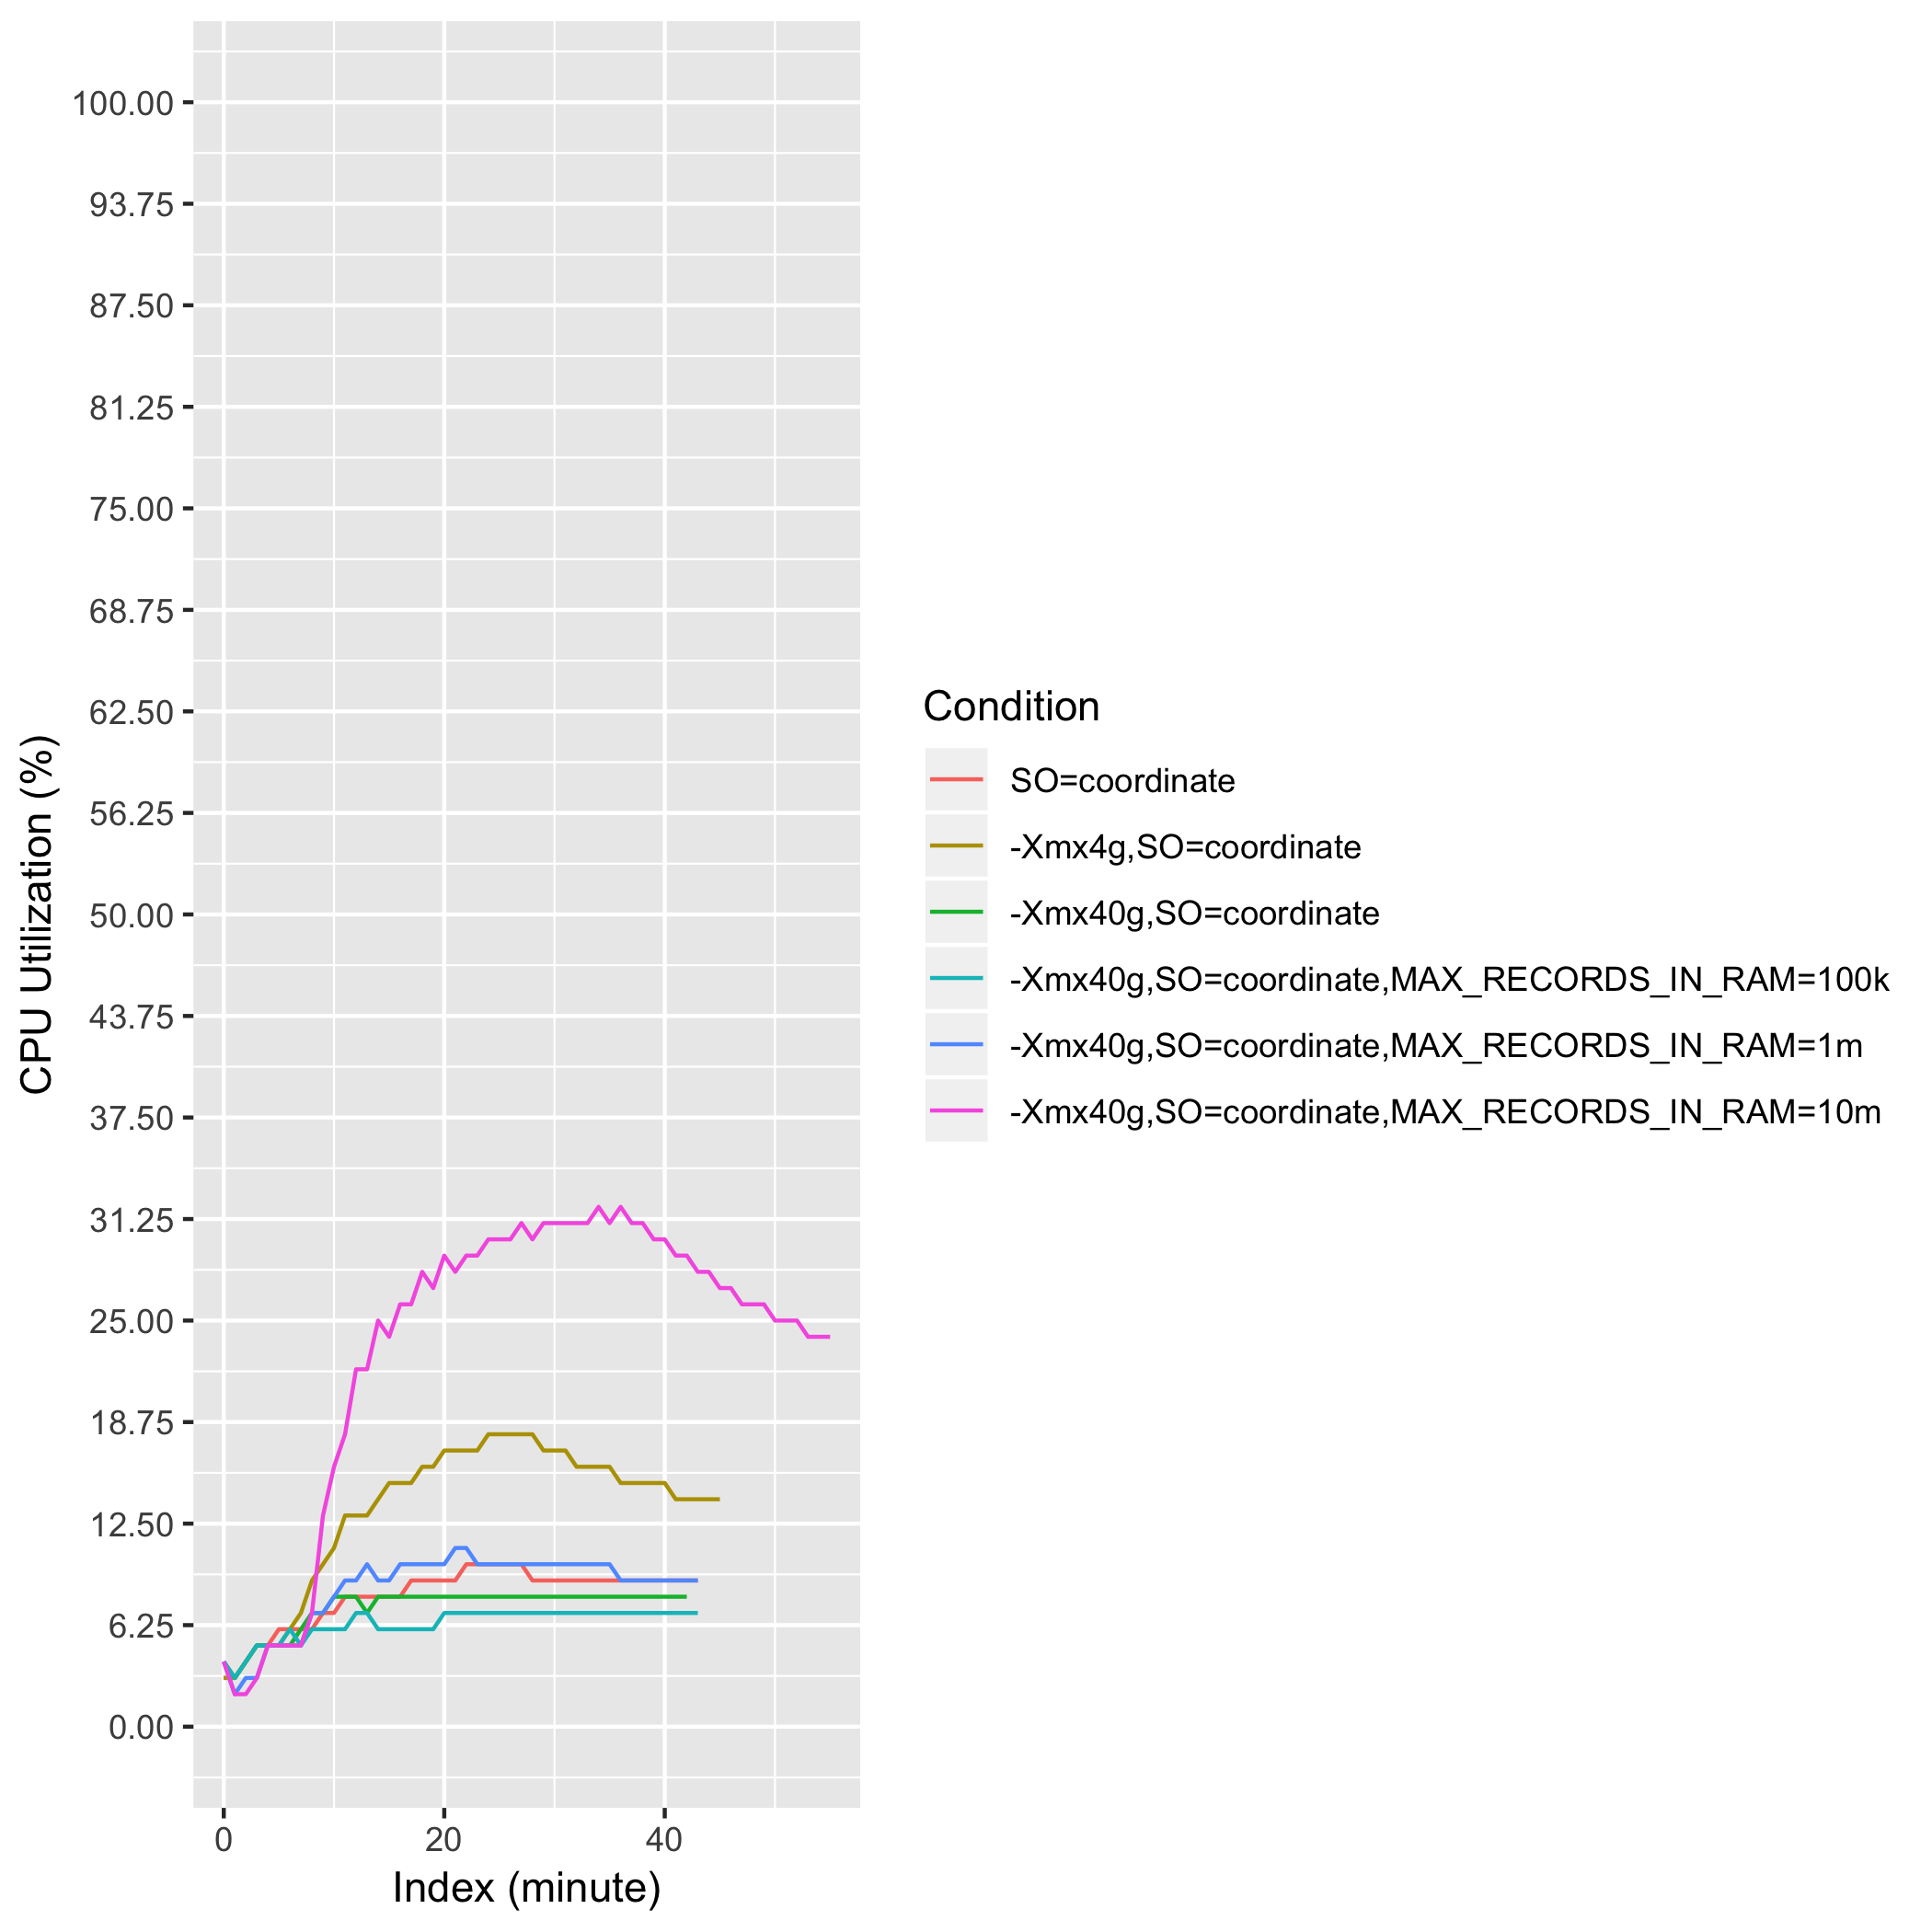 CPU Utilization (%)
100.00
93.75
87.50
81.25
75.00
68.75
62.50
56.25
50.00
43.75
37.50
31.25
25.00
18.75
12.50
6.25
0.00
0 20 40
Index (minute)
Condition
SO=coordinate
-Xmx4g,SO=coordinate
-Xmx40g,SO=coordinate
-Xmx40g,SO=coordinate,MAX_RECORDS_IN_RAM=100k
-Xmx40g,SO=coordinate,MAX_RECORDS_IN_RAM=1m
-Xmx40g,SO=coordinate,MAX_RECORDS_IN_RAM=10m